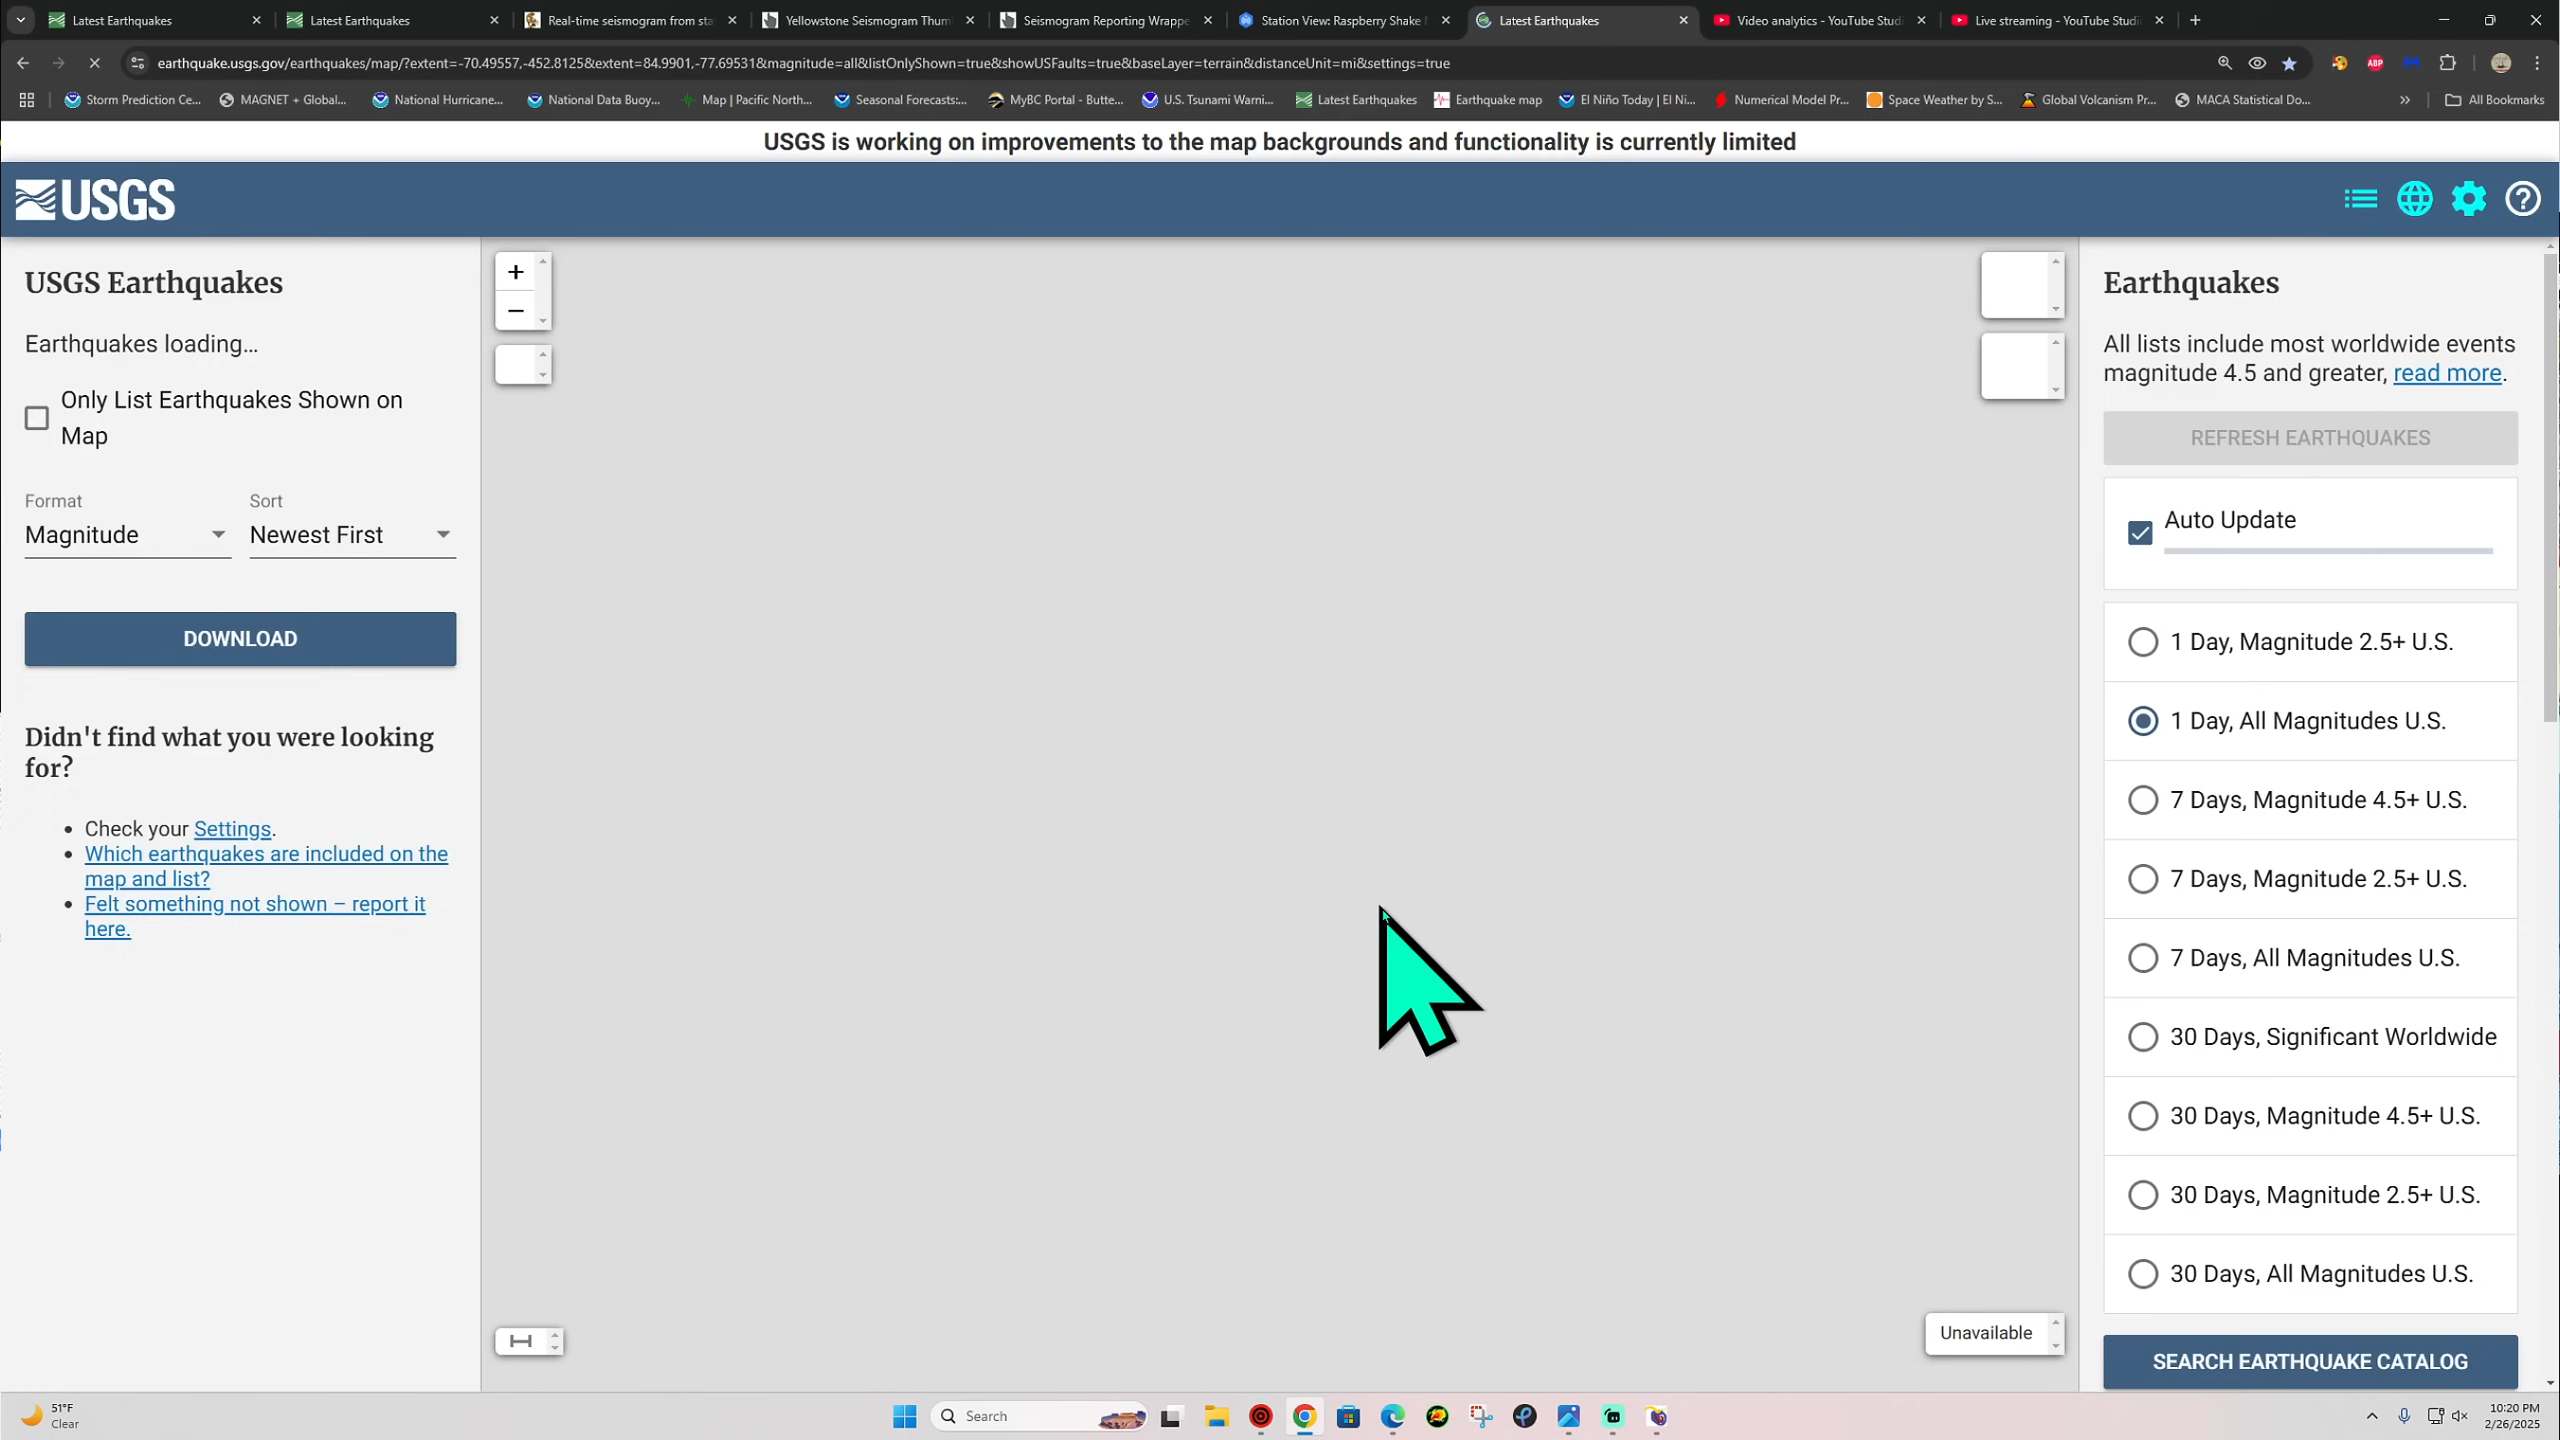 Latest Earthquakes
Latest Earthquakes
Real-time seismogram from sta
Yellowstone Seismogram Thum
Seismogram Reporting Wrappe
Station View: Raspberry Shake
Latest Earthquakes
Video analytics - YouTube Studi
Live streaming - YouTube Studi
earthquake.usgs.gov/earthquakes/map/?extent=-70.49557,-452.8125&extent=84.9901,-77.69531&magnitude=all&listOnlyShown=true&showUSFaults=true&baseLayer=terrain&distanceUnit=mi&settings=true
ABP
Storm Prediction Ce...
MAGNET + Global...
National Hurricane...
National Data Buoy...
Map | Pacific North...
Seasonal Forecasts:...
MyBC Portal - Butte...
U.S. Tsunami Warni...
Latest Earthquakes
Earthquake map
El Niño Today | El Ni...
Numerical Model Pr...
Space Weather by S...
Global Volcanism Pr...
MACA Statistical Do...
All Bookmarks
USGS is working on improvements to the map backgrounds and functionality is currently limited
USGS
USGS Earthquakes
Earthquakes loading...
Only List Earthquakes Shown on
Map
Format
Sort
Magnitude
Newest First
DOWNLOAD
Didn't find what you were looking
for?
Check your Settings.
Which earthquakes are included on the
map and list?
Felt something not shown – report it
here.
+
−
Unavailable
Earthquakes
All lists include most worldwide events
magnitude 4.5 and greater, read more.
REFRESH EARTHQUAKES
Auto Update
1 Day, Magnitude 2.5+ U.S.
1 Day, All Magnitudes U.S.
7 Days, Magnitude 4.5+ U.S.
7 Days, Magnitude 2.5+ U.S.
7 Days, All Magnitudes U.S.
30 Days, Significant Worldwide
30 Days, Magnitude 4.5+ U.S.
30 Days, Magnitude 2.5+ U.S.
30 Days, All Magnitudes U.S.
SEARCH EARTHQUAKE CATALOG
51°F
Clear
Search
10:20 PM
2/26/2025